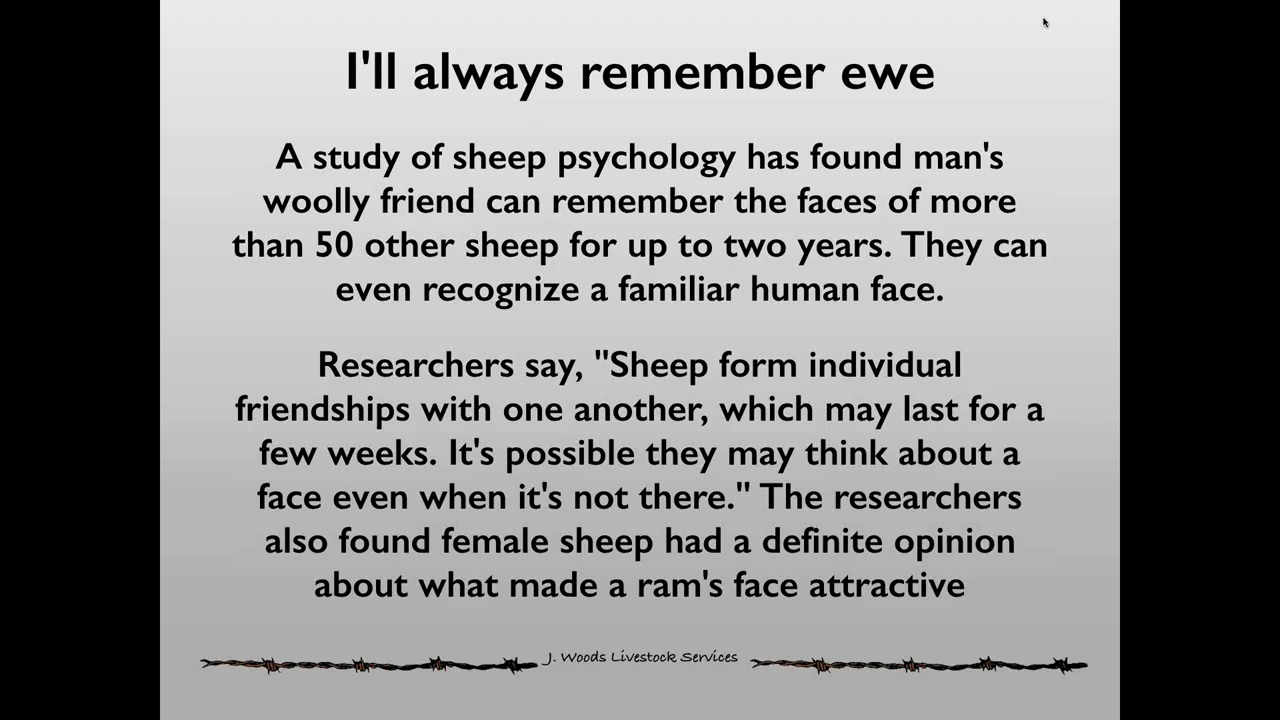 I'll always remember ewe
A study of sheep psychology has found man's
woolly friend can remember the faces of more
than 50 other sheep for up to two years. They can
even recognize a familiar human face.
Researchers say, "Sheep form individual
friendships with one another, which may last for a
few weeks. It's possible they may think about a
face even when it's not there." The researchers
also found female sheep had a definite opinion
about what made a ram's face attractive
J. Woods Livestock Services